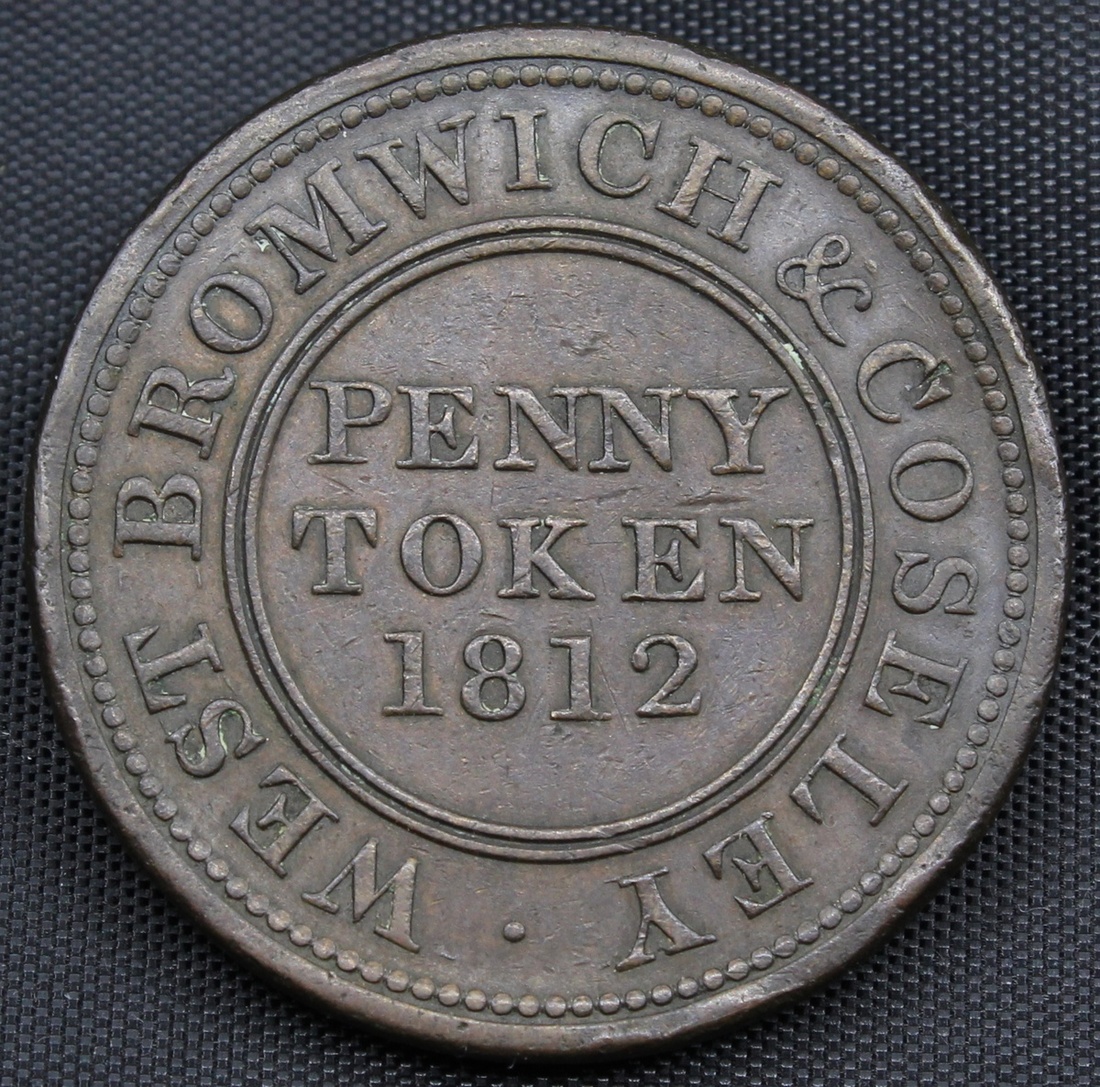 WEST BROMWICH & COSELEY ·
PENNY
TOKEN
1812